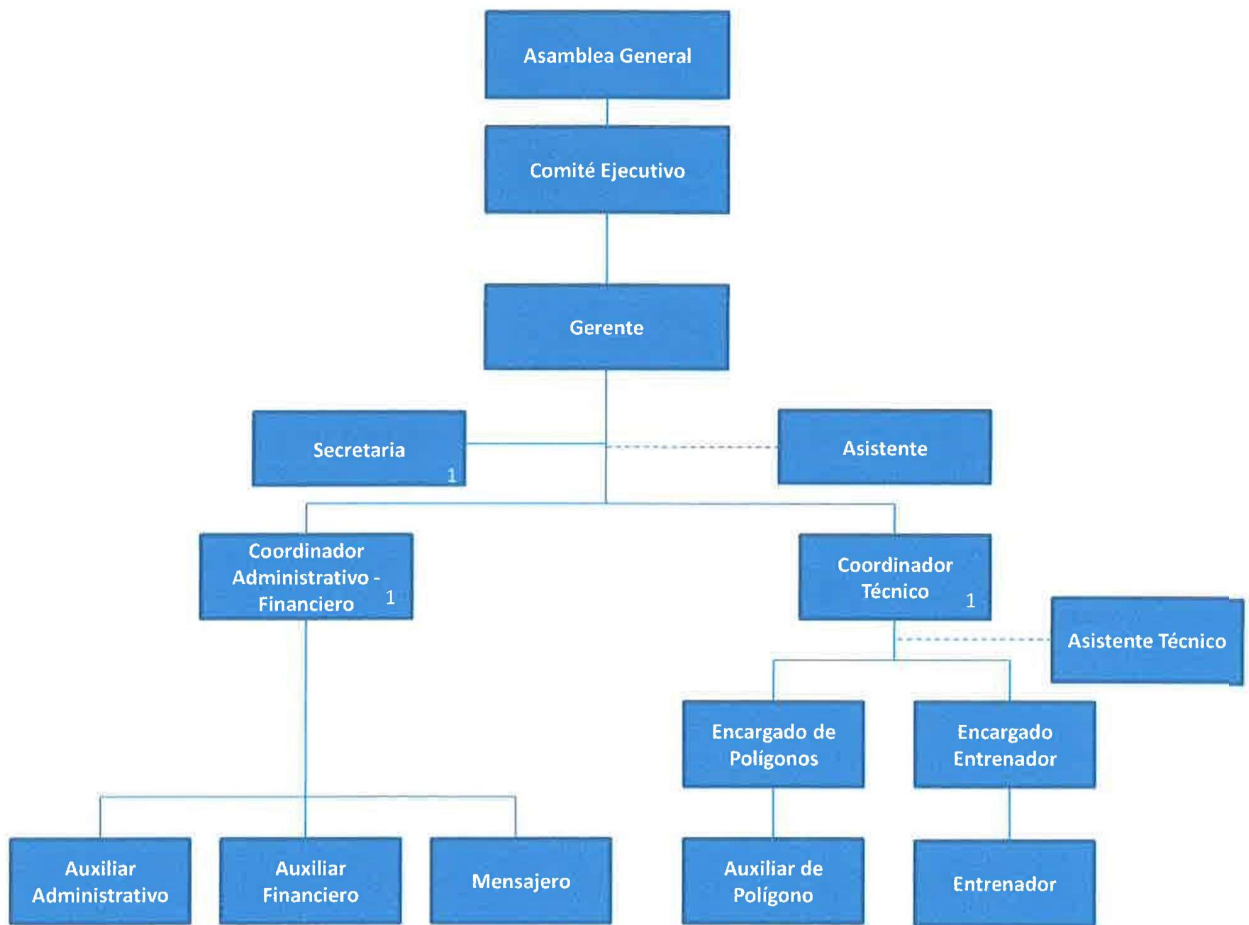 Asamblea General
Comité Ejecutivo
Gerente
Secretaria
1
Asistente
Coordinador
Administrativo -
Financiero
1
Coordinador
Técnico
1
Asistente Técnico
Encargado de
Polígonos
Encargado
Entrenador
Auxiliar
Administrativo
Auxiliar
Financiero
Mensajero
Auxiliar de
Polígono
Entrenador